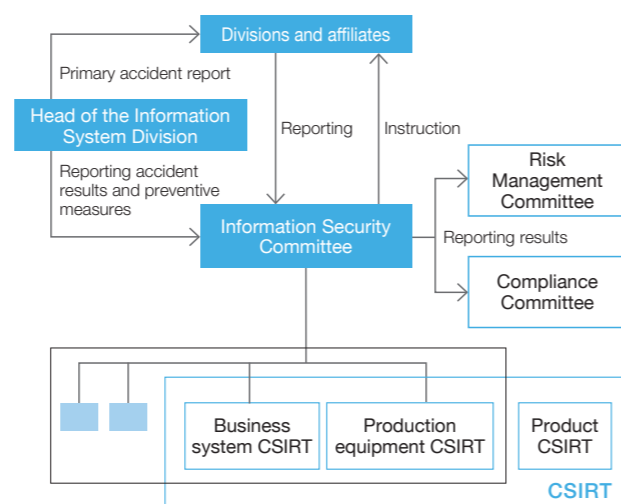 Divisions and affiliates
Primary accident report
Head of the Information
System Division
Reporting
Instruction
Reporting accident
results and preventive
measures
Risk
Management
Committee
Information Security
Committee
Reporting results
Compliance
Committee
Business
system CSIRT
Production
equipment CSIRT
Product
CSIRT
CSIRT